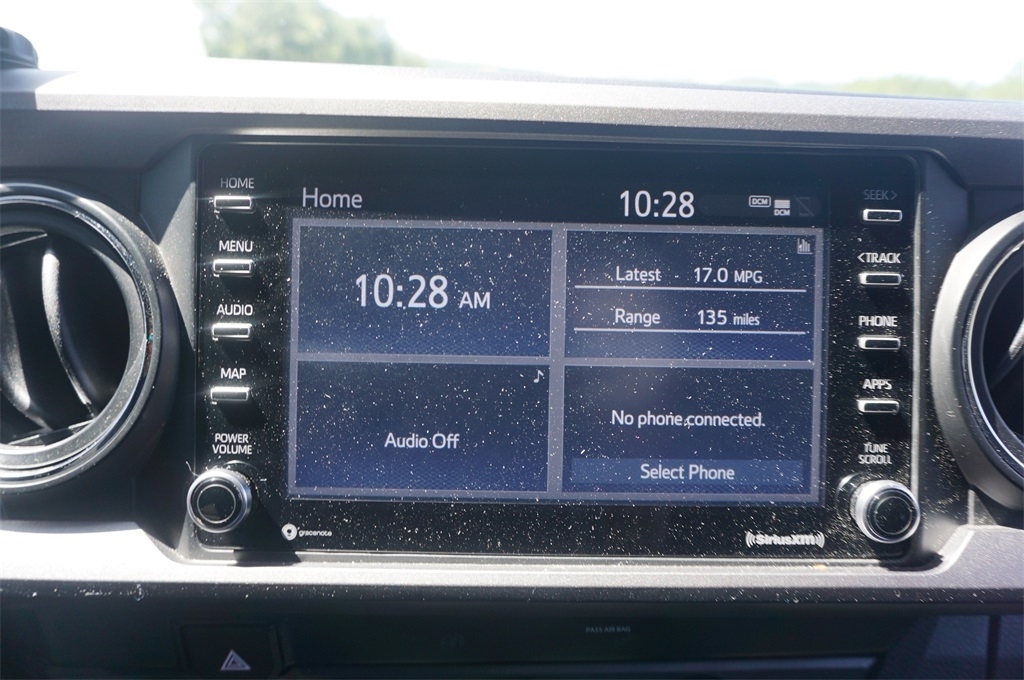 HOME
Home
10:28
DCM
DCM
SEEK>
MENU
<TRACK
10:28 AM
Latest 17.0 MPG
AUDIO
Range 135 miles
PHONE
MAP
APPS
Audio Off
No phone connected.
Select Phone
POWER
VOLUME
TUNE
SCROLL
gracenote
((SiriusXM))
PASS AIR BAG